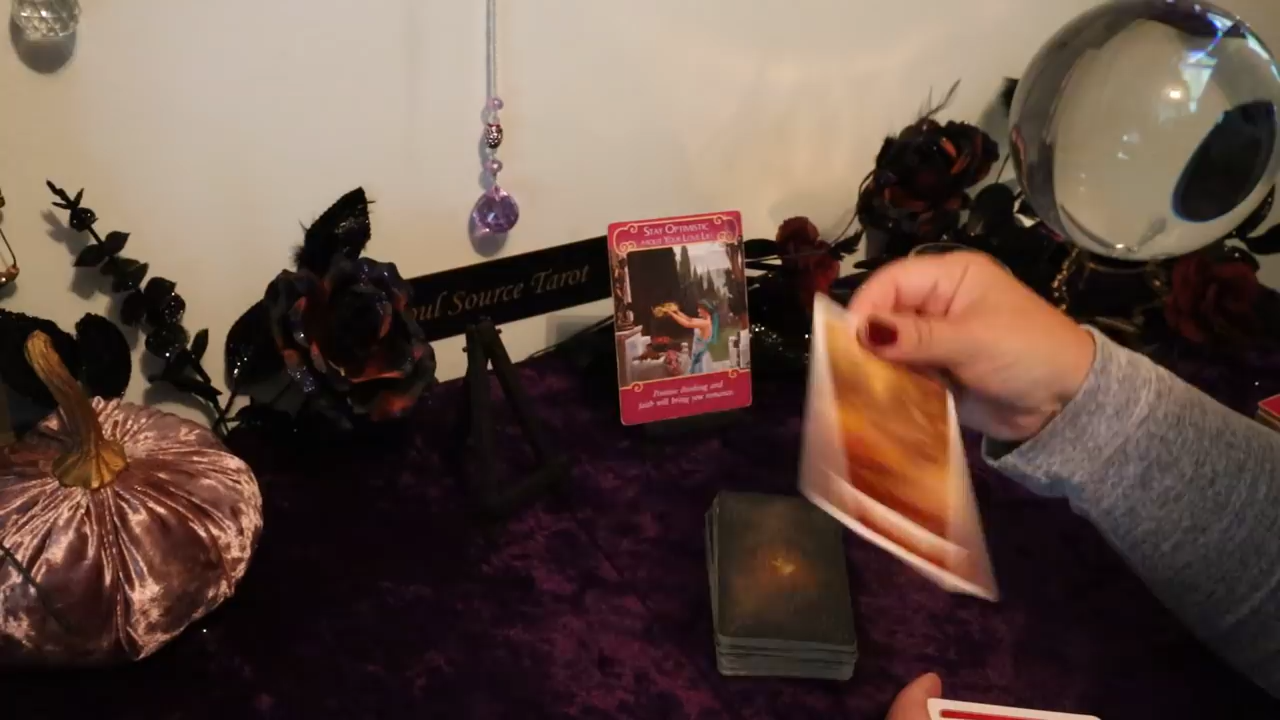 oul Source Tarot
STAY OPTIMISTIC
ABOUT YOUR LOVE LIFE
Positive thinking and
faith will bring you romance.